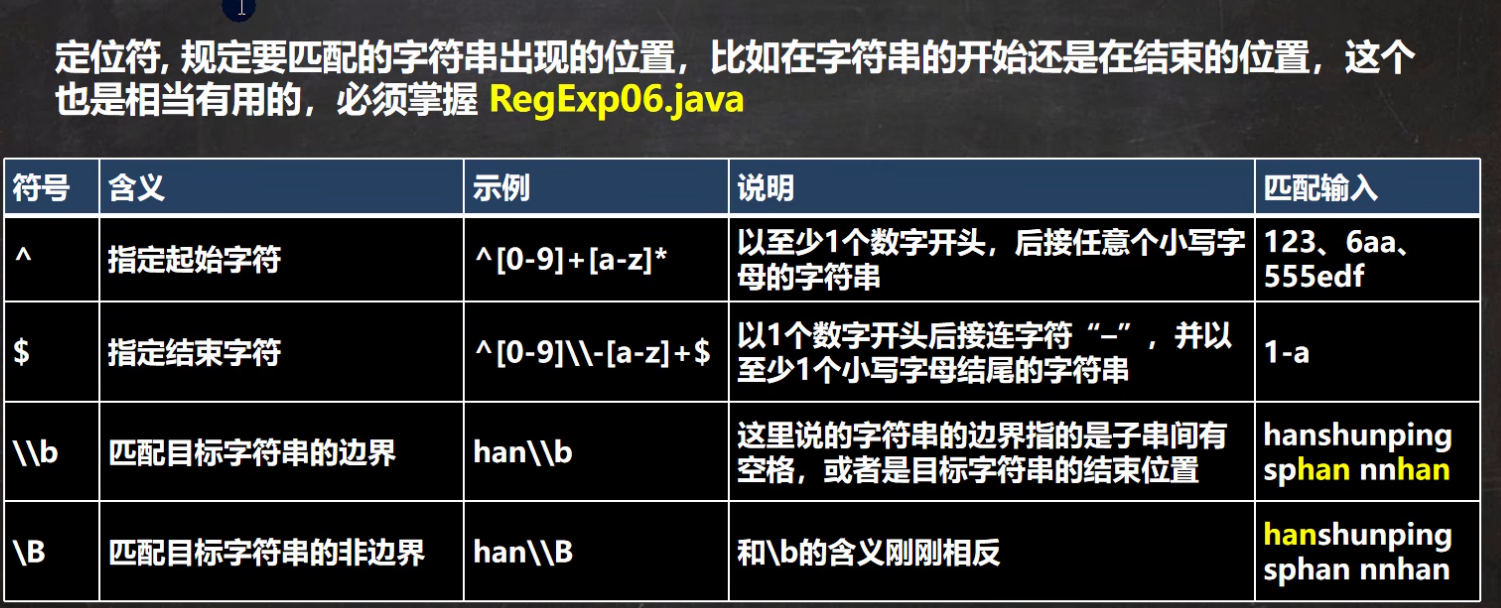 定位符, 规定要匹配的字符串出现的位置，比如在字符串的开始还是在结束的位置，这个
也是相当有用的，必须掌握 RegExp06.java
符号 含义 示例 说明 匹配输入
^ 指定起始字符 ^[0-9]+[a-z]* 以至少1个数字开头，后接任意个小写字
母的字符串 123、6aa、
555edf
$ 指定结束字符 ^[0-9]\\-[a-z]+$ 以1个数字开头后接连字符“–”，并以
至少1个小写字母结尾的字符串 1-a
\\b 匹配目标字符串的边界 han\\b 这里说的字符串的边界指的是子串间有
空格，或者是目标字符串的结束位置 hanshunping
sphan nnhan
\B 匹配目标字符串的非边界 han\\B 和\b的含义刚刚相反 hanshunping
sphan nnhan